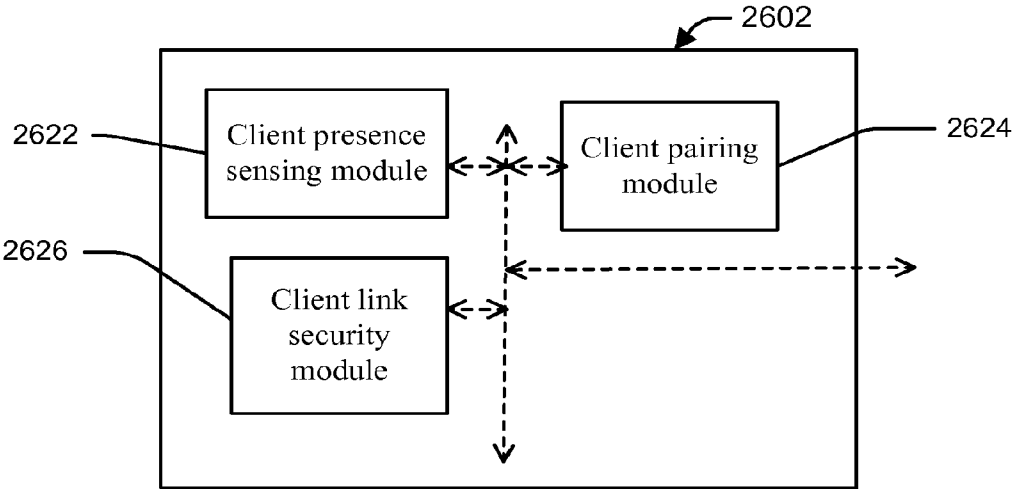 2602
2622
Client presence
sensing module
Client pairing
module
2624
2626
Client link
security
module